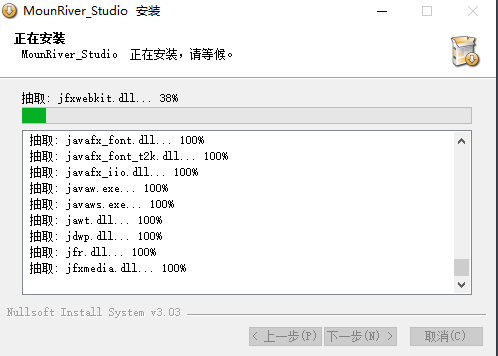 MounRiver_Studio 安装
正在安装
MounRiver_Studio 正在安装，请等候。
抽取: jfxwebkit.dll... 38%
抽取: javafx_font.dll... 100%
抽取: javafx_font_t2k.dll... 100%
抽取: javafx_iio.dll... 100%
抽取: javaw.exe... 100%
抽取: javaws.exe... 100%
抽取: jawt.dll... 100%
抽取: jdwp.dll... 100%
抽取: jfr.dll... 100%
抽取: jfxmedia.dll... 100%
Nullsoft Install System v3.03
< 上一步(P) 下一步(N) > 取消(C)